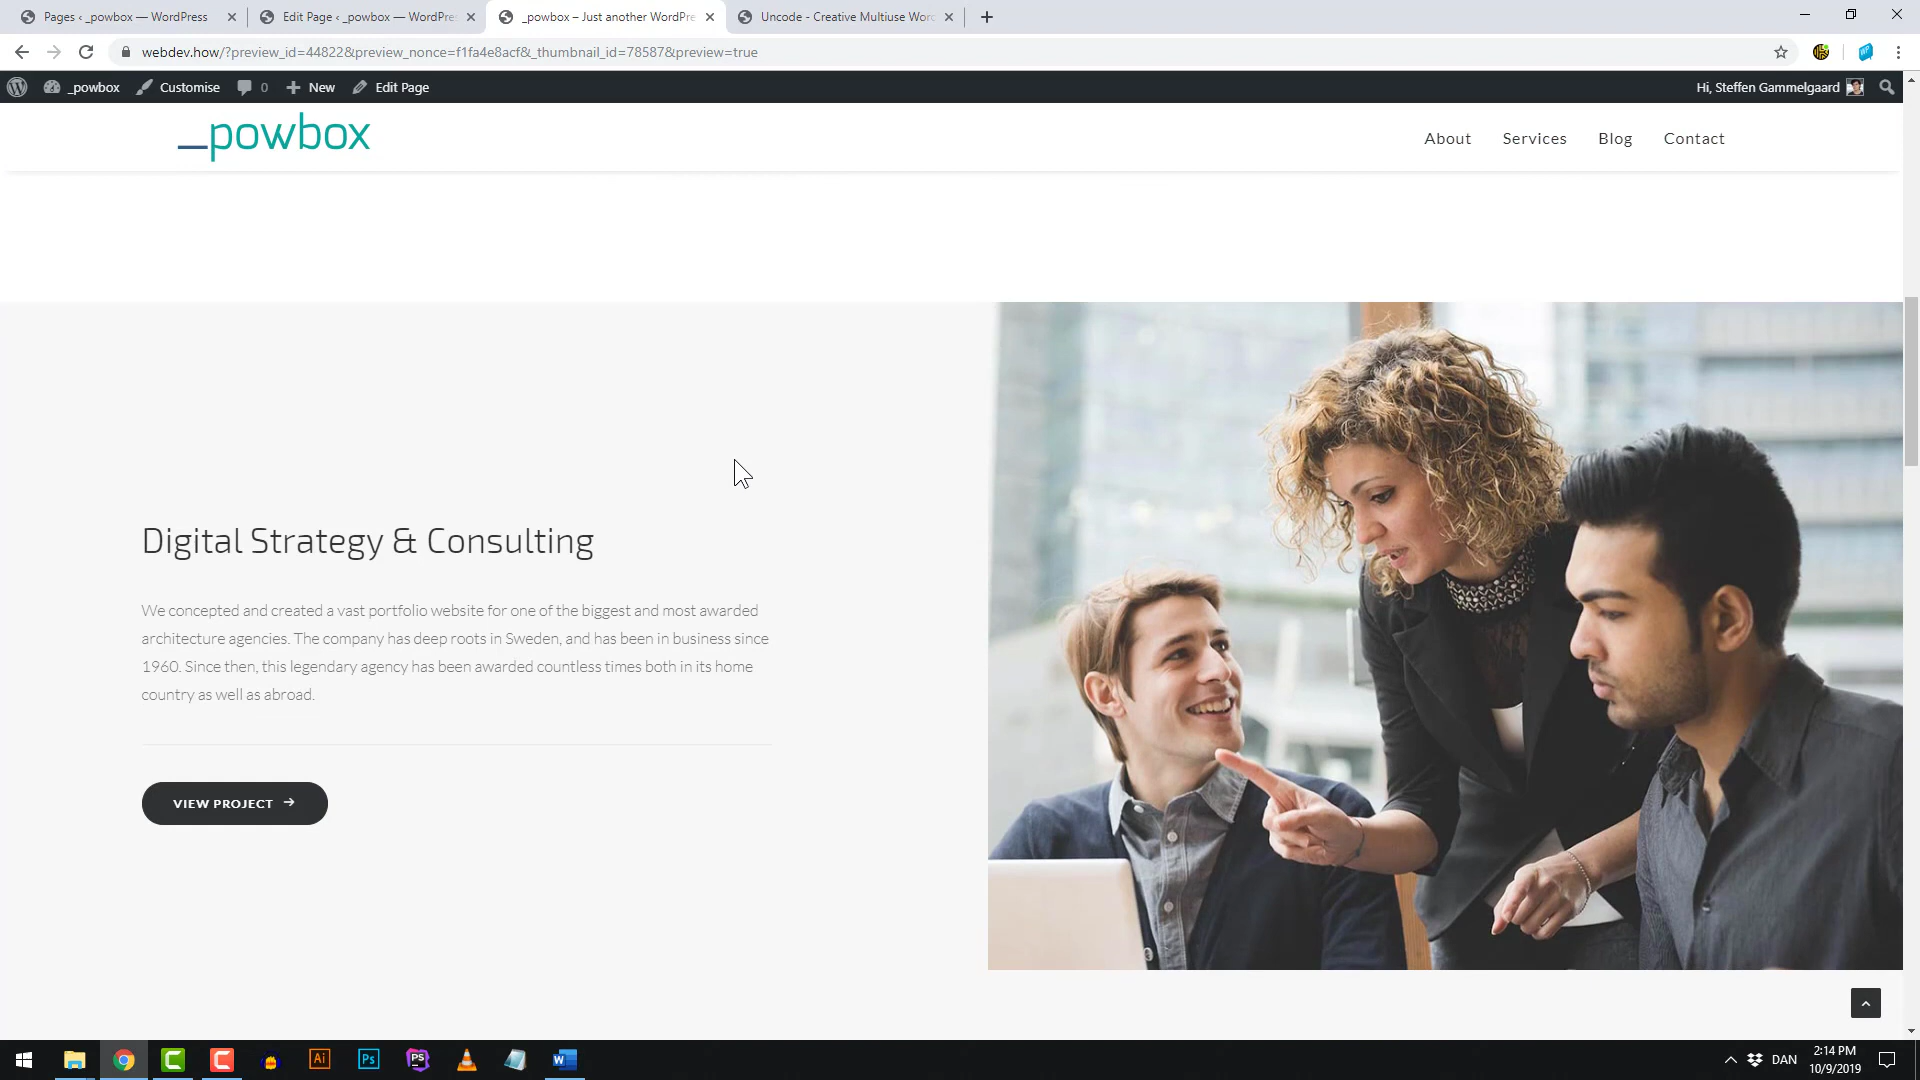 Pages ‹ _powbox — WordPress
Edit Page ‹ _powbox — WordPres
_powbox – Just another WordPre
Uncode - Creative Multiuse Word
webdev.how/?preview_id=44822&preview_nonce=f1fa4e8acf&_thumbnail_id=78587&preview=true
_powbox
Customise
0
New
Edit Page
Hi, Steffen Gammelgaard
_powbox
About
Services
Blog
Contact
Digital Strategy & Consulting
We concepted and created a vast portfolio website for one of the biggest and most awarded
architecture agencies. The company has deep roots in Sweden, and has been in business since
1960. Since then, this legendary agency has been awarded countless times both in its home
country as well as abroad.
VIEW PROJECT
Ai
Ps
PS
W
DAN
2:14 PM
10/9/2019